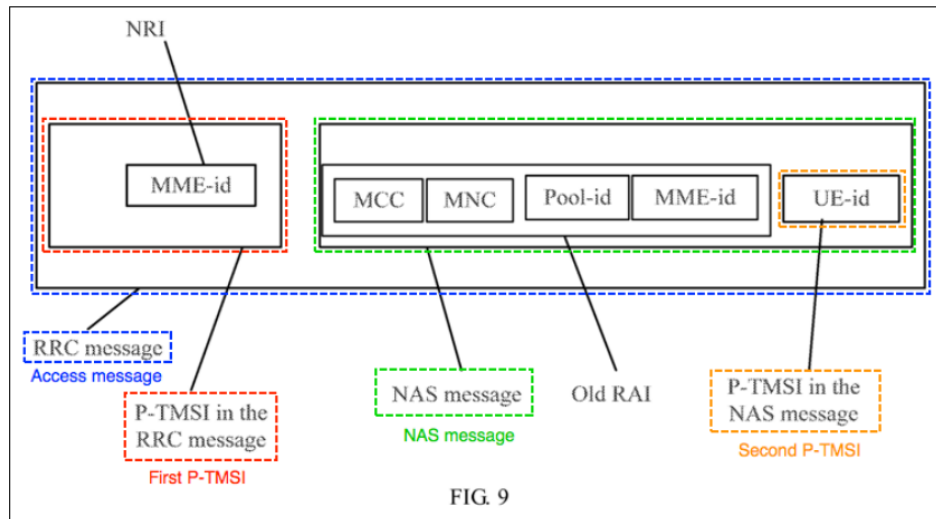 NRI
MME-id
MCC
MNC
Pool-id
MME-id
UE-id
RRC message
Access message
P-TMSI in the
RRC message
First P-TMSI
NAS message
NAS message
Old RAI
P-TMSI in the
NAS message
Second P-TMSI
FIG. 9